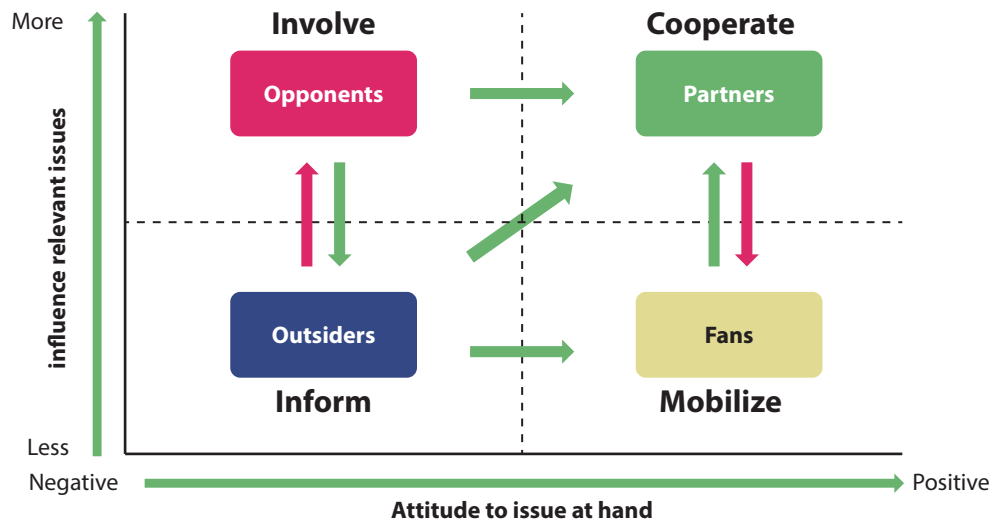 More
Involve
Cooperate
Opponents
Partners
influence relevant issues
Outsiders
Fans
Inform
Mobilize
Less
Negative
Positive
Attitude to issue at hand